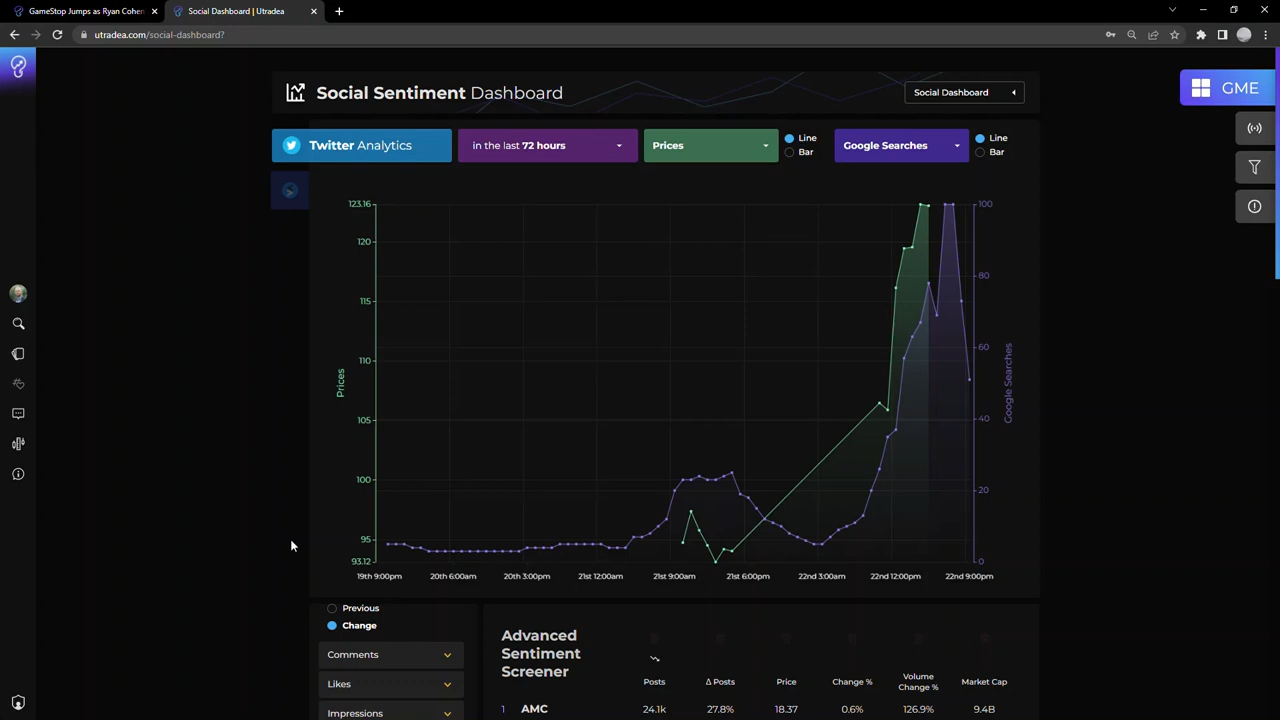 GameStop Jumps as Ryan Cohen
Social Dashboard | Utradea
utradea.com/social-dashboard?
Social Sentiment Dashboard
Social Dashboard
GME
Twitter Analytics
in the last 72 hours
Prices
Line
Bar
Google Searches
Line
Bar
123.16
120
115
110
105
100
95
93.12
Prices
100
80
60
40
20
0
Google Searches
19th 9:00pm
20th 6:00am
20th 3:00pm
21st 12:00am
21st 9:00am
21st 6:00pm
22nd 3:00am
22nd 12:00pm
22nd 9:00pm
Previous
Change
Comments
Likes
Impressions
Advanced
Sentiment
Screener
Posts
Δ Posts
Price
Change %
Volume
Change %
Market Cap
1 AMC 24.1k 27.8% 18.37 0.6% 126.9% 9.4B